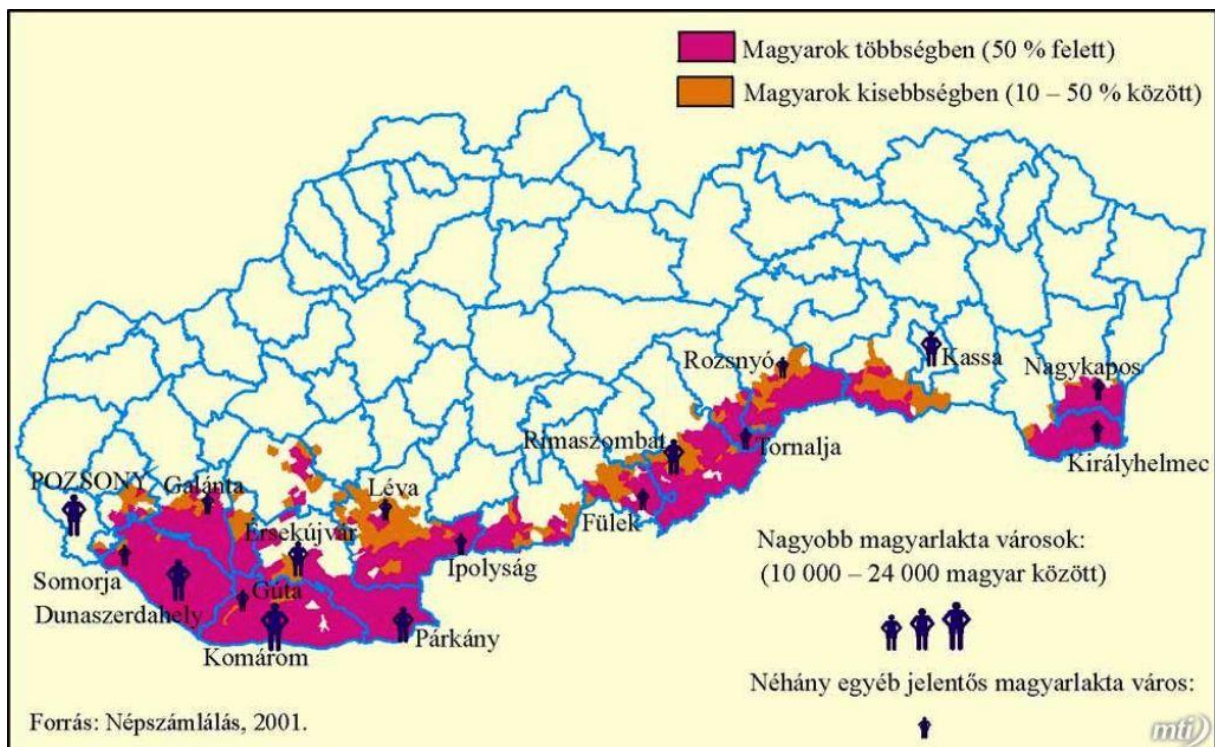 Magyarok többségben (50 % felett)
Magyarok kisebbségben (10 – 50 % között)
Rozsnyó
Kassa
Nagykapos
Rimaszombat
Tornalja
Királyhelmec
POZSONY
Galánta
Léva
Fülek
Érsekújvár
Ipolyság
Somorja
Gúta
Dunaszerdahely
Párkány
Komárom
Nagyobb magyarlakta városok:
(10 000 – 24 000 magyar között)
Néhány egyéb jelentős magyarlakta város:
Forrás: Népszámlálás, 2001.
mti